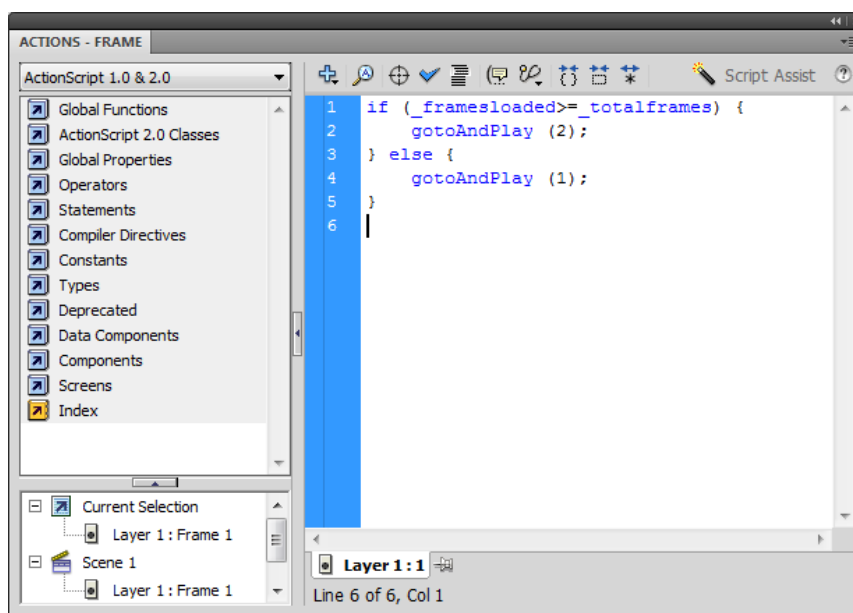 ACTIONS - FRAME
ActionScript 1.0 & 2.0
Global Functions
ActionScript 2.0 Classes
Global Properties
Operators
Statements
Compiler Directives
Constants
Types
Deprecated
Data Components
Components
Screens
Index
Current Selection
Layer 1 : Frame 1
Scene 1
Layer 1 : Frame 1
Script Assist
1 if (_framesloaded>=_totalframes) {
2 gotoAndPlay (2);
3 } else {
4 gotoAndPlay (1);
5 }
6
Layer 1 : 1
Line 6 of 6, Col 1